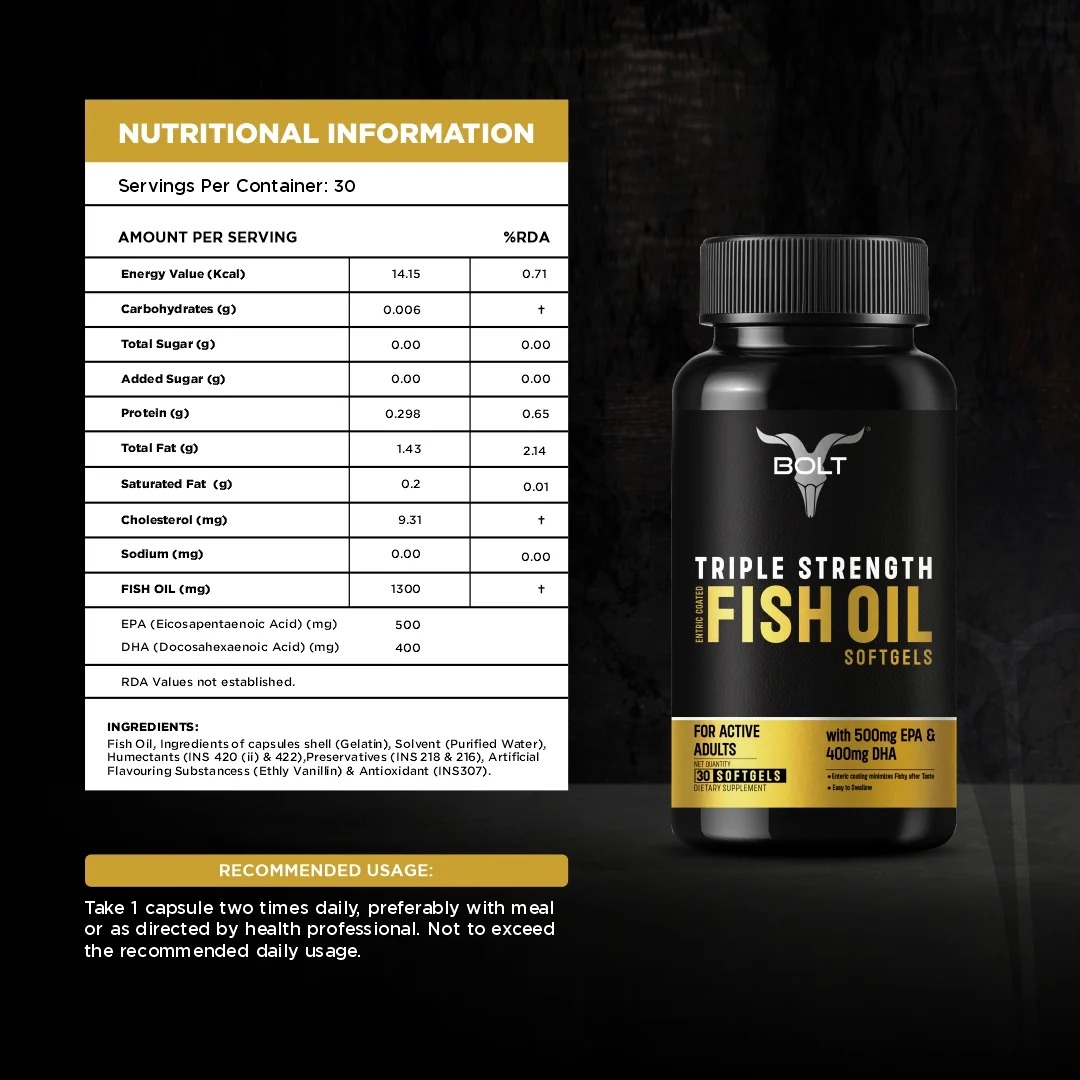 NUTRITIONAL INFORMATION
Servings Per Container: 30
AMOUNT PER SERVING %RDA
Energy Value (Kcal) 14.15 0.71
Carbohydrates (g) 0.006 †
Total Sugar (g) 0.00 0.00
Added Sugar (g) 0.00 0.00
Protein (g) 0.298 0.65
Total Fat (g) 1.43 2.14
Saturated Fat (g) 0.2 0.01
Cholesterol (mg) 9.31 †
Sodium (mg) 0.00 0.00
FISH OIL (mg) 1300 †
EPA (Eicosapentaenoic Acid) (mg) 500
DHA (Docosahexaenoic Acid) (mg) 400
RDA Values not established.
INGREDIENTS:
Fish Oil, Ingredients of capsules shell (Gelatin), Solvent (Purified Water),
Humectants (INS 420 (ii) & 422),Preservatives (INS 218 & 216), Artificial
Flavouring Substancess (Ethly Vanillin) & Antioxidant (INS307).
RECOMMENDED USAGE:
Take 1 capsule two times daily, preferably with meal
or as directed by health professional. Not to exceed
the recommended daily usage.
BOLT®
TRIPLE STRENGTH
ENTRIC COATED
FISH OIL
SOFTGELS
FOR ACTIVE
ADULTS
NET QUANTITY
30 SOFTGELS
DIETARY SUPPLEMENT
with 500mg EPA &
400mg DHA
• Enteric coating minimizes Fishy after Taste
• Easy to Swallow